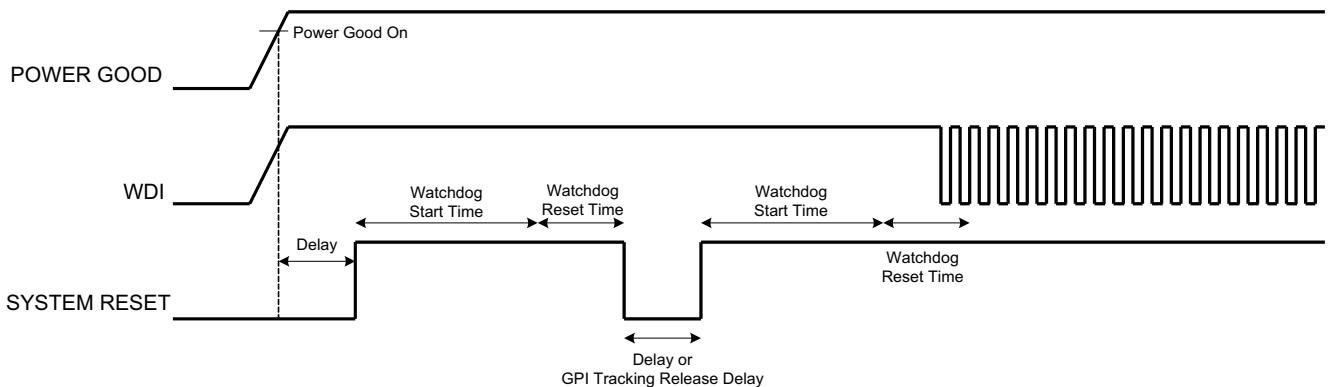 Power Good On
POWER GOOD
WDI
Watchdog
Start Time
Watchdog
Reset Time
Watchdog
Start Time
Delay
Watchdog
Reset Time
SYSTEM RESET
Delay or
GPI Tracking Release Delay